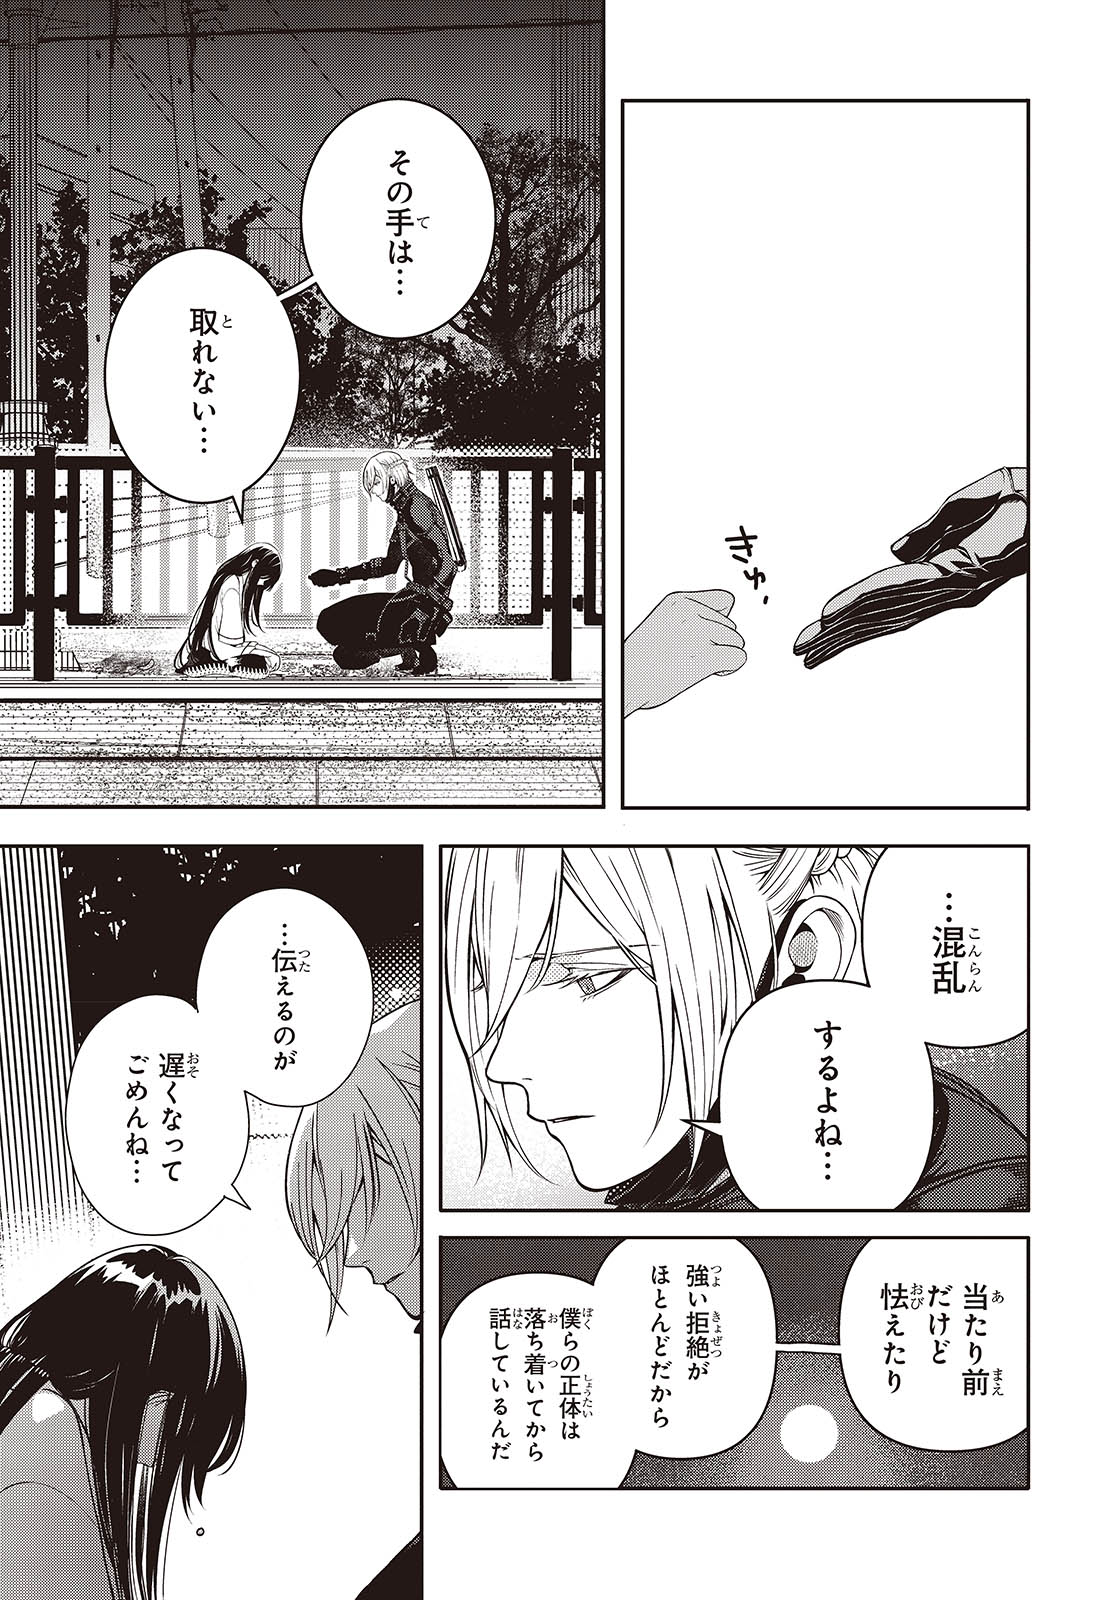 きゅ
その手は…
取れない…
…混乱
するよね…
当たり前
だけど
怯えたり
強い拒絶が
ほとんどだから
僕らの正体は
落ち着いてから
話しているんだ
…伝えるのが
遅くなって
ごめんね…